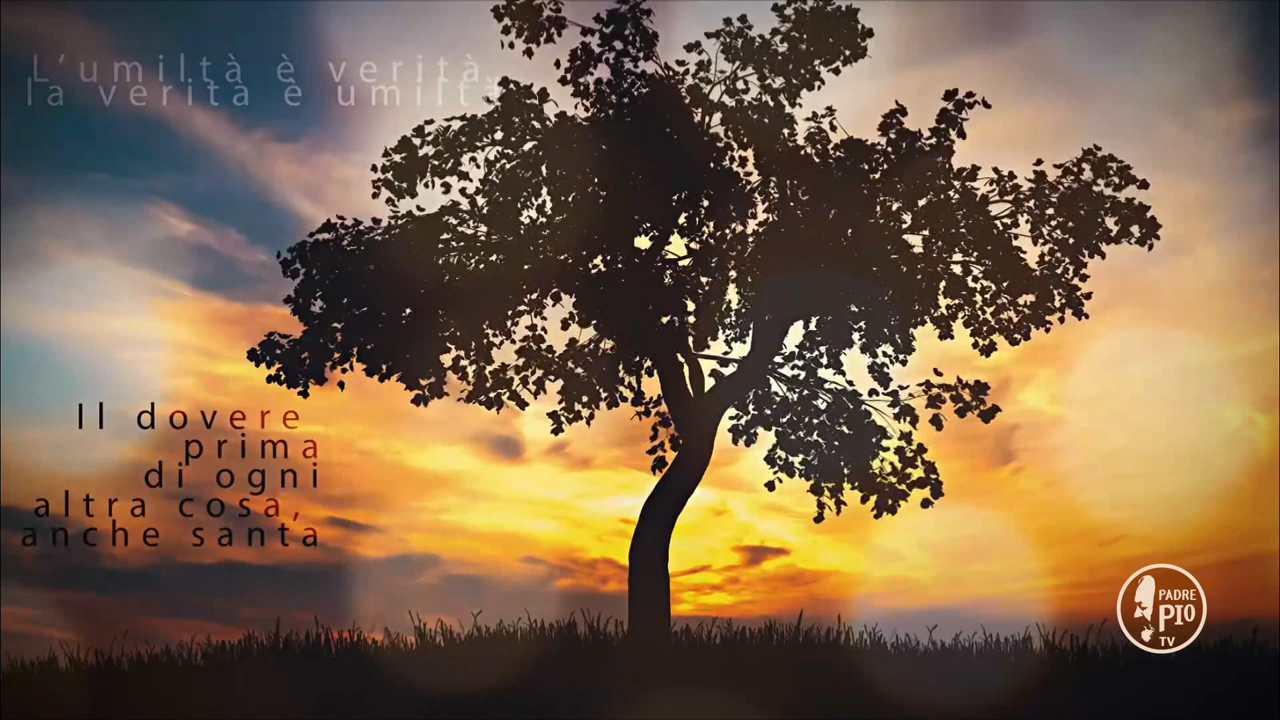 L'umiltà è verità,
la verità è umiltà
Il dovere
prima
di ogni
altra cosa,
anche santa
PADRE
PIO
TV